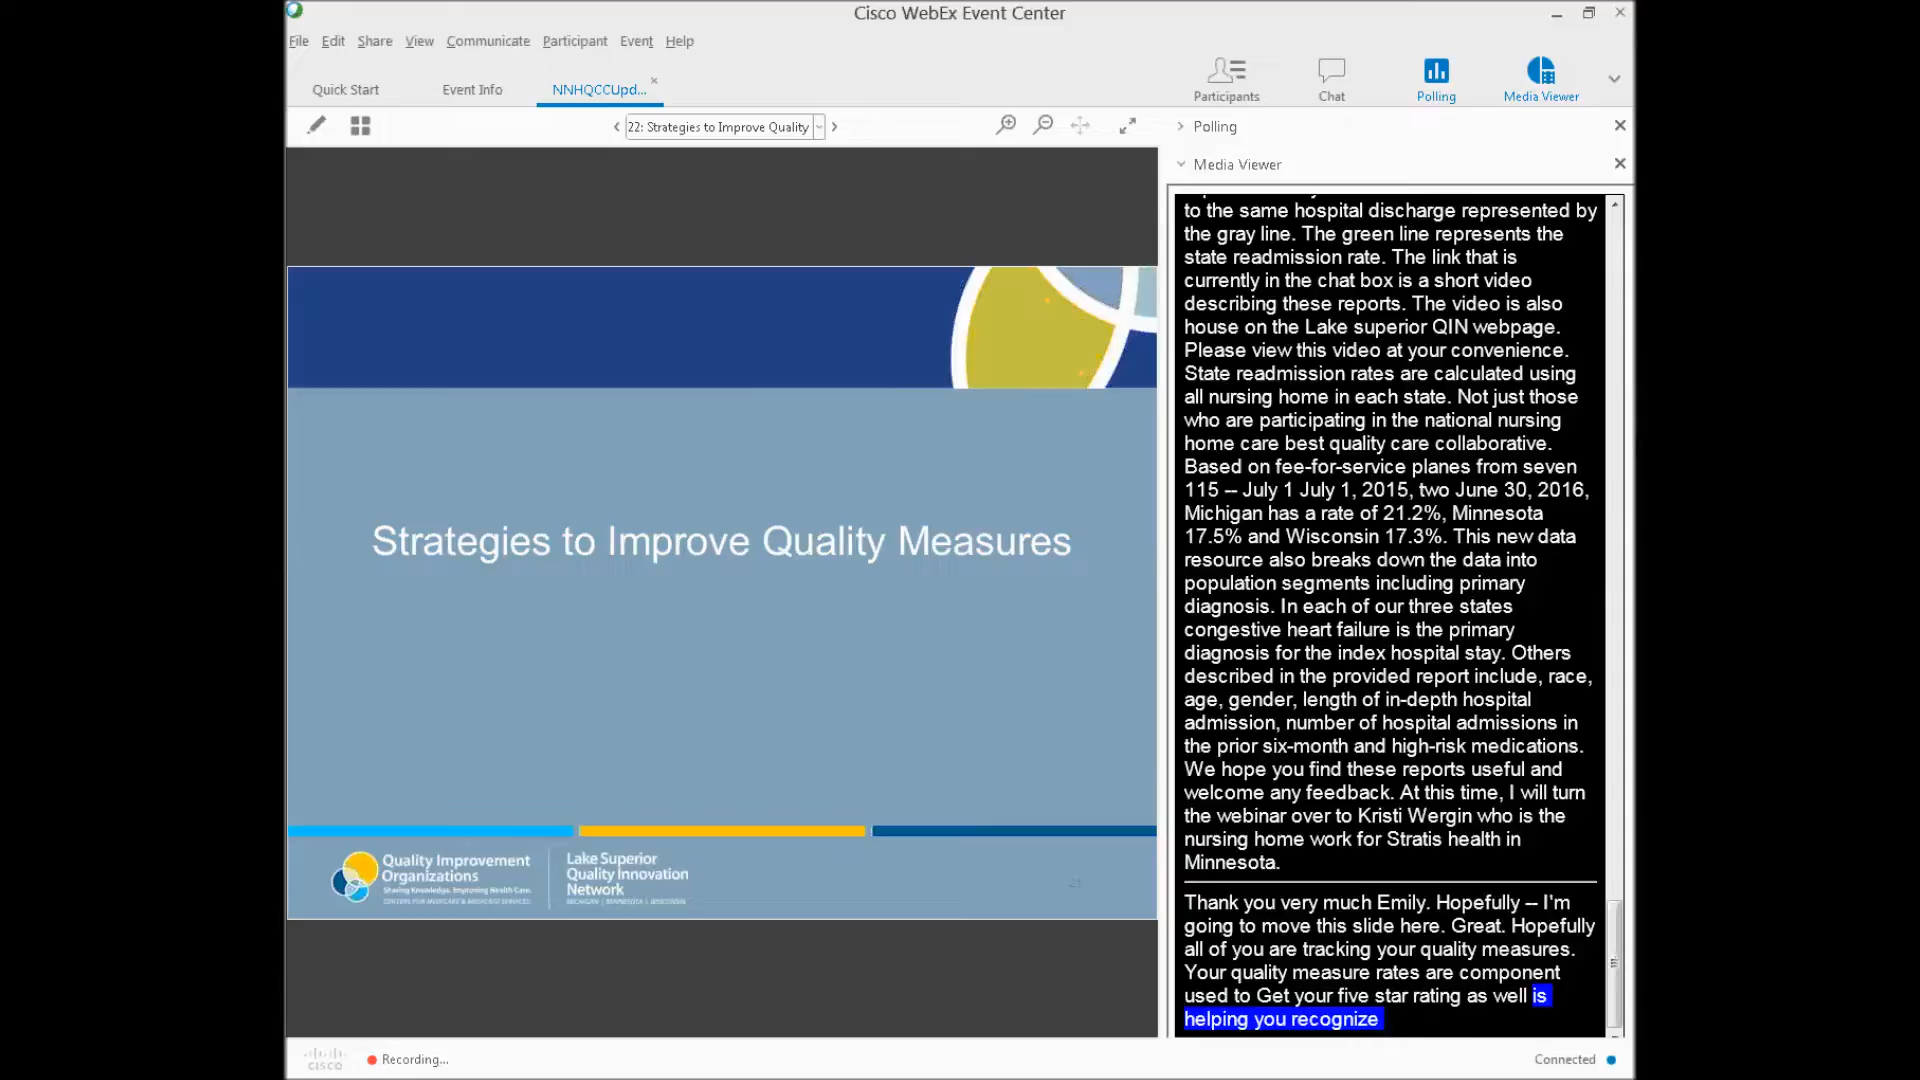 Cisco WebEx Event Center
File Edit Share View Communicate Participant Event Help
Quick Start Event Info NNHQCCUpd...
Participants Chat Polling Media Viewer
22: Strategies to Improve Quality
Polling
Media Viewer
Strategies to Improve Quality Measures
Quality Improvement
Organizations
Sharing Knowledge. Improving Health Care.
CENTERS FOR MEDICARE & MEDICAID SERVICES
Lake Superior
Quality Innovation
Network
MICHIGAN | MINNESOTA | WISCONSIN
to the same hospital discharge represented by
the gray line. The green line represents the
state readmission rate. The link that is
currently in the chat box is a short video
describing these reports. The video is also
house on the Lake superior QIN webpage.
Please view this video at your convenience.
State readmission rates are calculated using
all nursing home in each state. Not just those
who are participating in the national nursing
home care best quality care collaborative.
Based on fee-for-service planes from seven
115 -- July 1 July 1, 2015, two June 30, 2016,
Michigan has a rate of 21.2%, Minnesota
17.5% and Wisconsin 17.3%. This new data
resource also breaks down the data into
population segments including primary
diagnosis. In each of our three states
congestive heart failure is the primary
diagnosis for the index hospital stay. Others
described in the provided report include, race,
age, gender, length of in-depth hospital
admission, number of hospital admissions in
the prior six-month and high-risk medications.
We hope you find these reports useful and
welcome any feedback. At this time, I will turn
the webinar over to Kristi Wergin who is the
nursing home work for Stratis health in
Minnesota.
Thank you very much Emily. Hopefully -- I'm
going to move this slide here. Great. Hopefully
all of you are tracking your quality measures.
Your quality measure rates are component
used to Get your five star rating as well is
helping you recognize
CISCO
Recording...
Connected